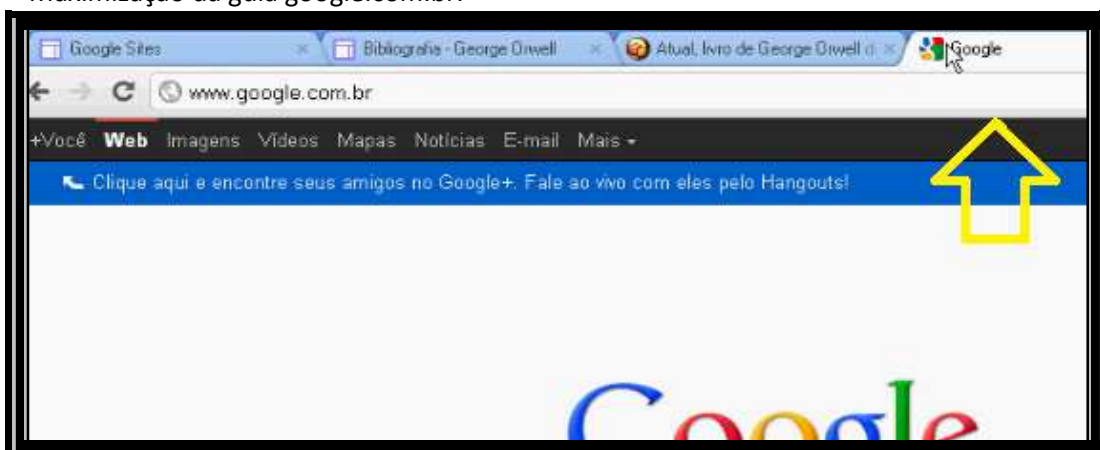 Google Sites × Bibliografia - George Orwell × Atual, livro de George Orwell d × Google
www.google.com.br
+Você Web Imagens Vídeos Mapas Notícias E-mail Mais
Clique aqui e encontre seus amigos no Google+. Fale ao vivo com eles pelo Hangouts!
Google